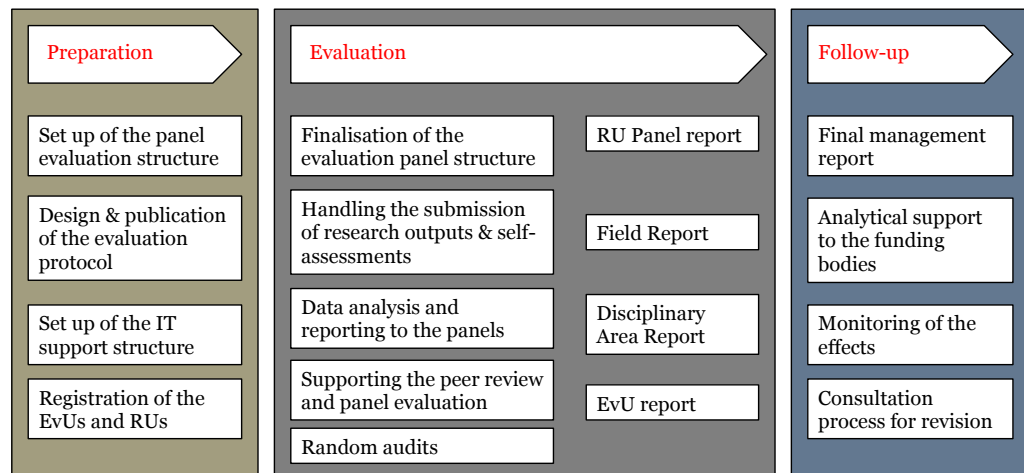 Preparation
Set up of the panel
evaluation structure
Design & publication
of the evaluation
protocol
Set up of the IT
support structure
Registration of the
EvUs and RUs
Evaluation
Finalisation of the
evaluation panel structure
Handling the submission
of research outputs & self-
assessments
Data analysis and
reporting to the panels
Supporting the peer review
and panel evaluation
Random audits
RU Panel report
Field Report
Disciplinary
Area Report
EvU report
Follow-up
Final management
report
Analytical support
to the funding
bodies
Monitoring of the
effects
Consultation
process for revision